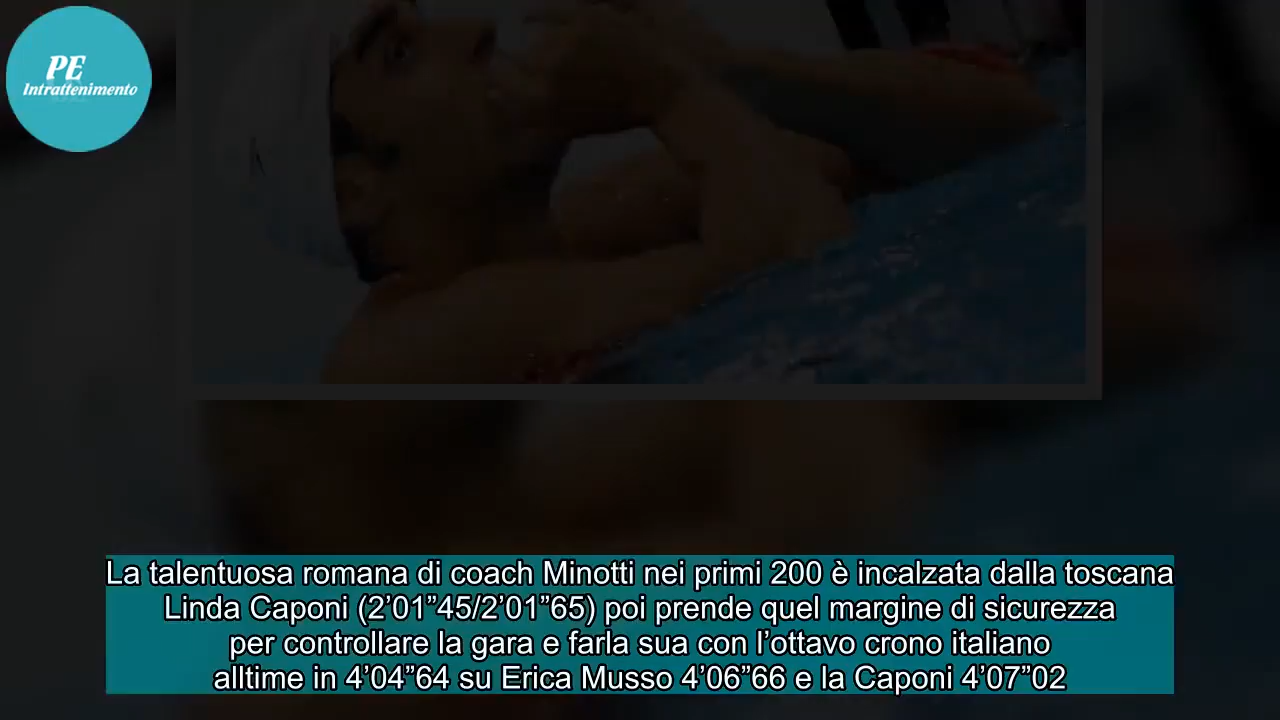 PE
Intrattenimento
La talentuosa romana di coach Minotti nei primi 200 è incalzata dalla toscana
Linda Caponi (2’01”45/2’01”65) poi prende quel margine di sicurezza
per controllare la gara e farla sua con l’ottavo crono italiano
alltime in 4’04”64 su Erica Musso 4’06”66 e la Caponi 4’07”02